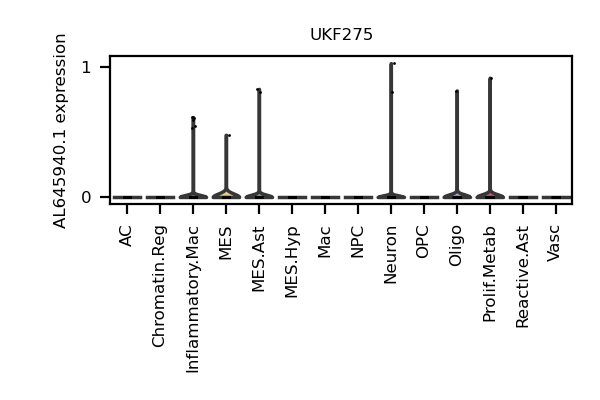 UKF275
AL645940.1 expression
1
0
AC
Chromatin.Reg
Inflammatory.Mac
MES
MES.Ast
MES.Hyp
Mac
NPC
Neuron
OPC
Oligo
Prolif.Metab
Reactive.Ast
Vasc